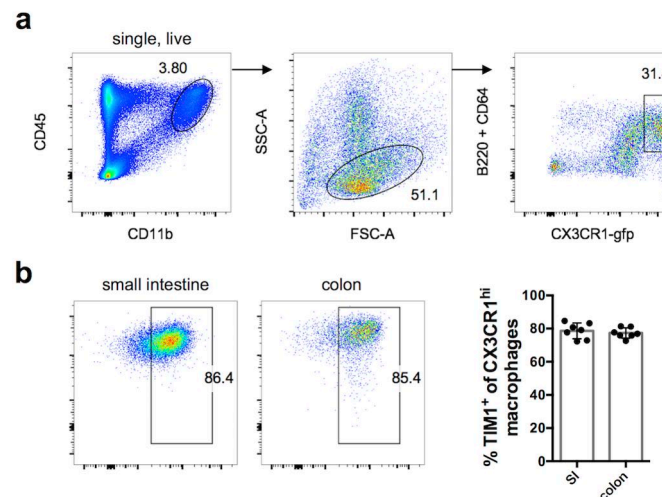 a
single, live
3.80
CD45
CD11b
SSC-A
51.1
FSC-A
B220 + CD64
31.
CX3CR1-gfp
b
small intestine
86.4
colon
85.4
% TIM1+ of CX3CR1hi
macrophages
100
80
60
40
20
0
SI
colon